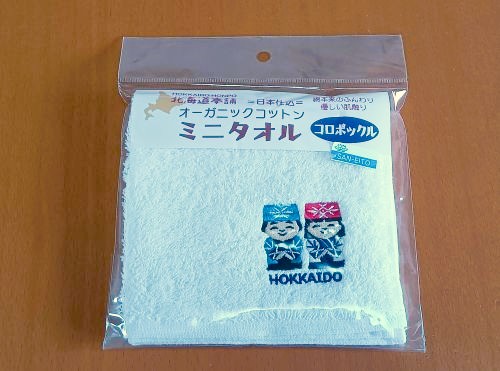 HOKKAIDO HONPO
北海道本舗
=日本仕込=
オーガニックコットン
ミニタオル
綿本来のふんわり
優しい肌触り
コロポックル
SAN-EITO
HOKKAIDO